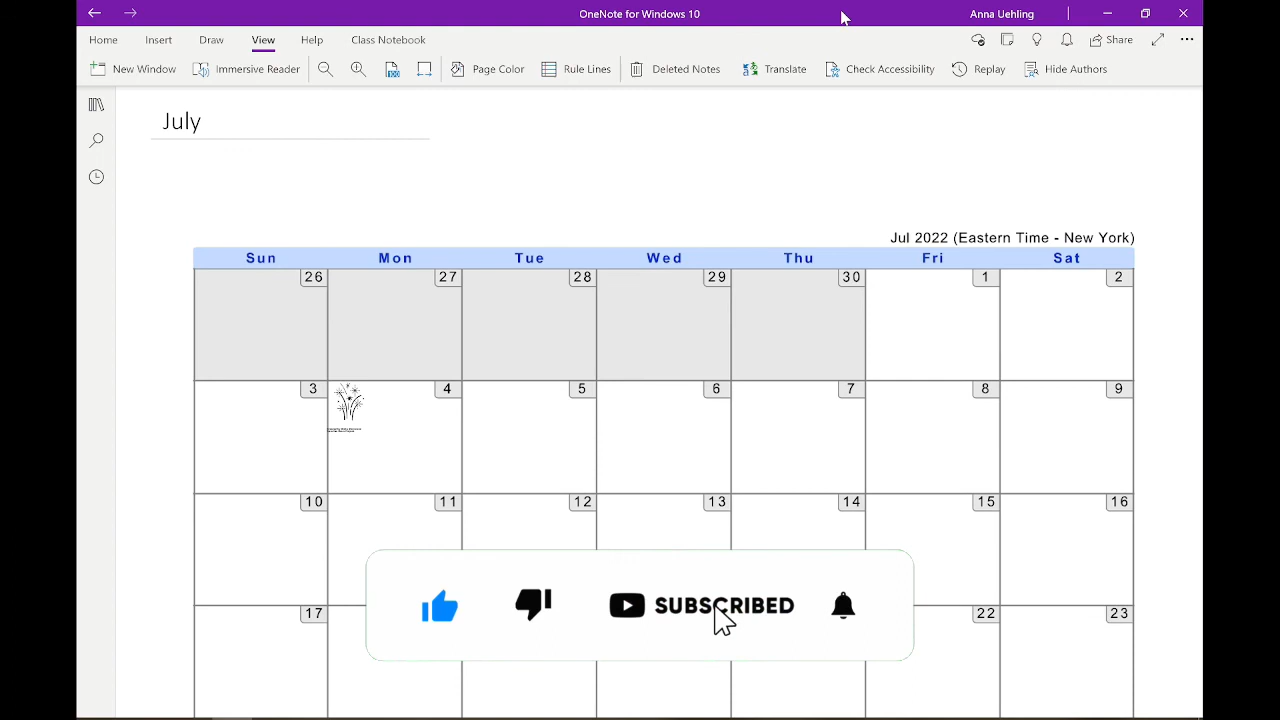 OneNote for Windows 10
Anna Uehling
Home Insert Draw View Help Class Notebook
Share
New Window Immersive Reader Page Color Rule Lines Deleted Notes Translate Check Accessibility Replay Hide Authors
July
Jul 2022 (Eastern Time - New York)
Sun Mon Tue Wed Thu Fri Sat
26 27 28 29 30 1 2
3 4 5 6 7 8 9
10 11 12 13 14 15 16
17 22 23
SUBSCRIBED